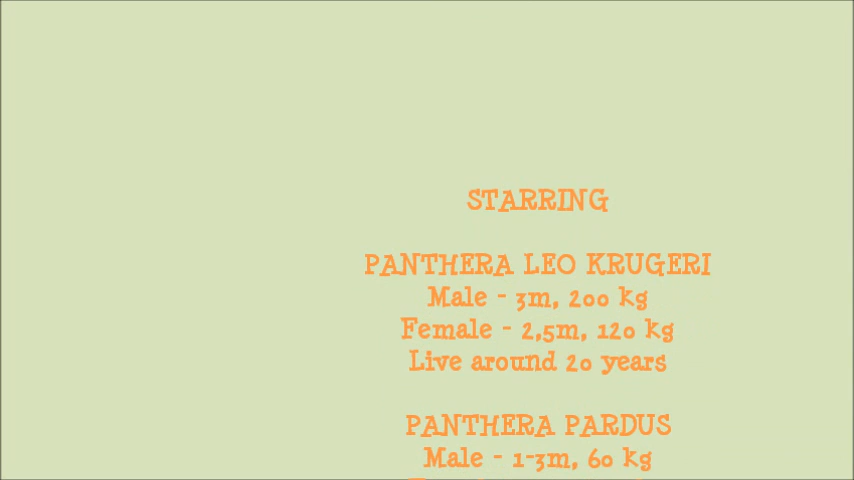 STARRING
PANTHERA LEO KRUGERI
Male - 3m, 200 kg
Female - 2,5m, 120 kg
Live around 20 years
PANTHERA PARDUS
Male - 1-3m, 60 kg